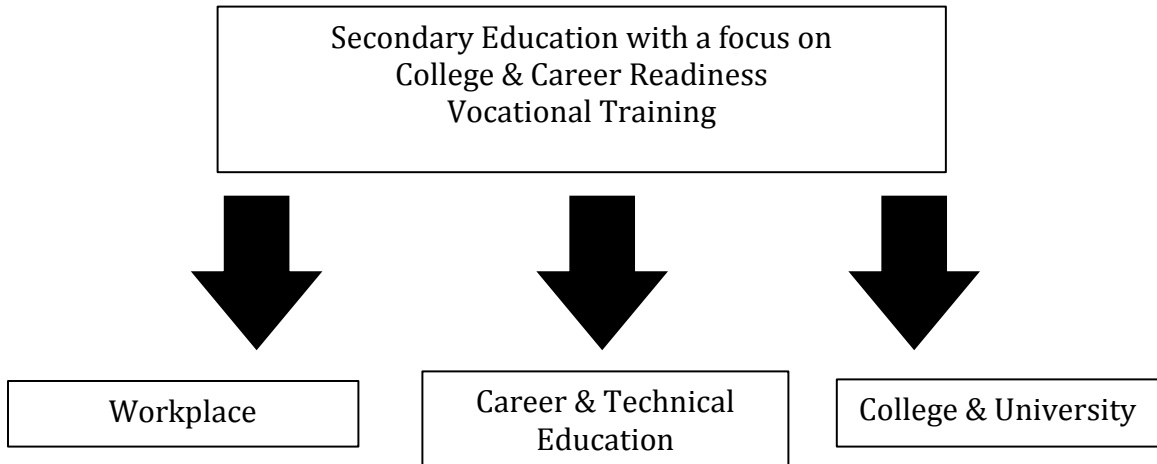 Secondary Education with a focus on
College & Career Readiness
Vocational Training
Workplace
Career & Technical
Education
College & University